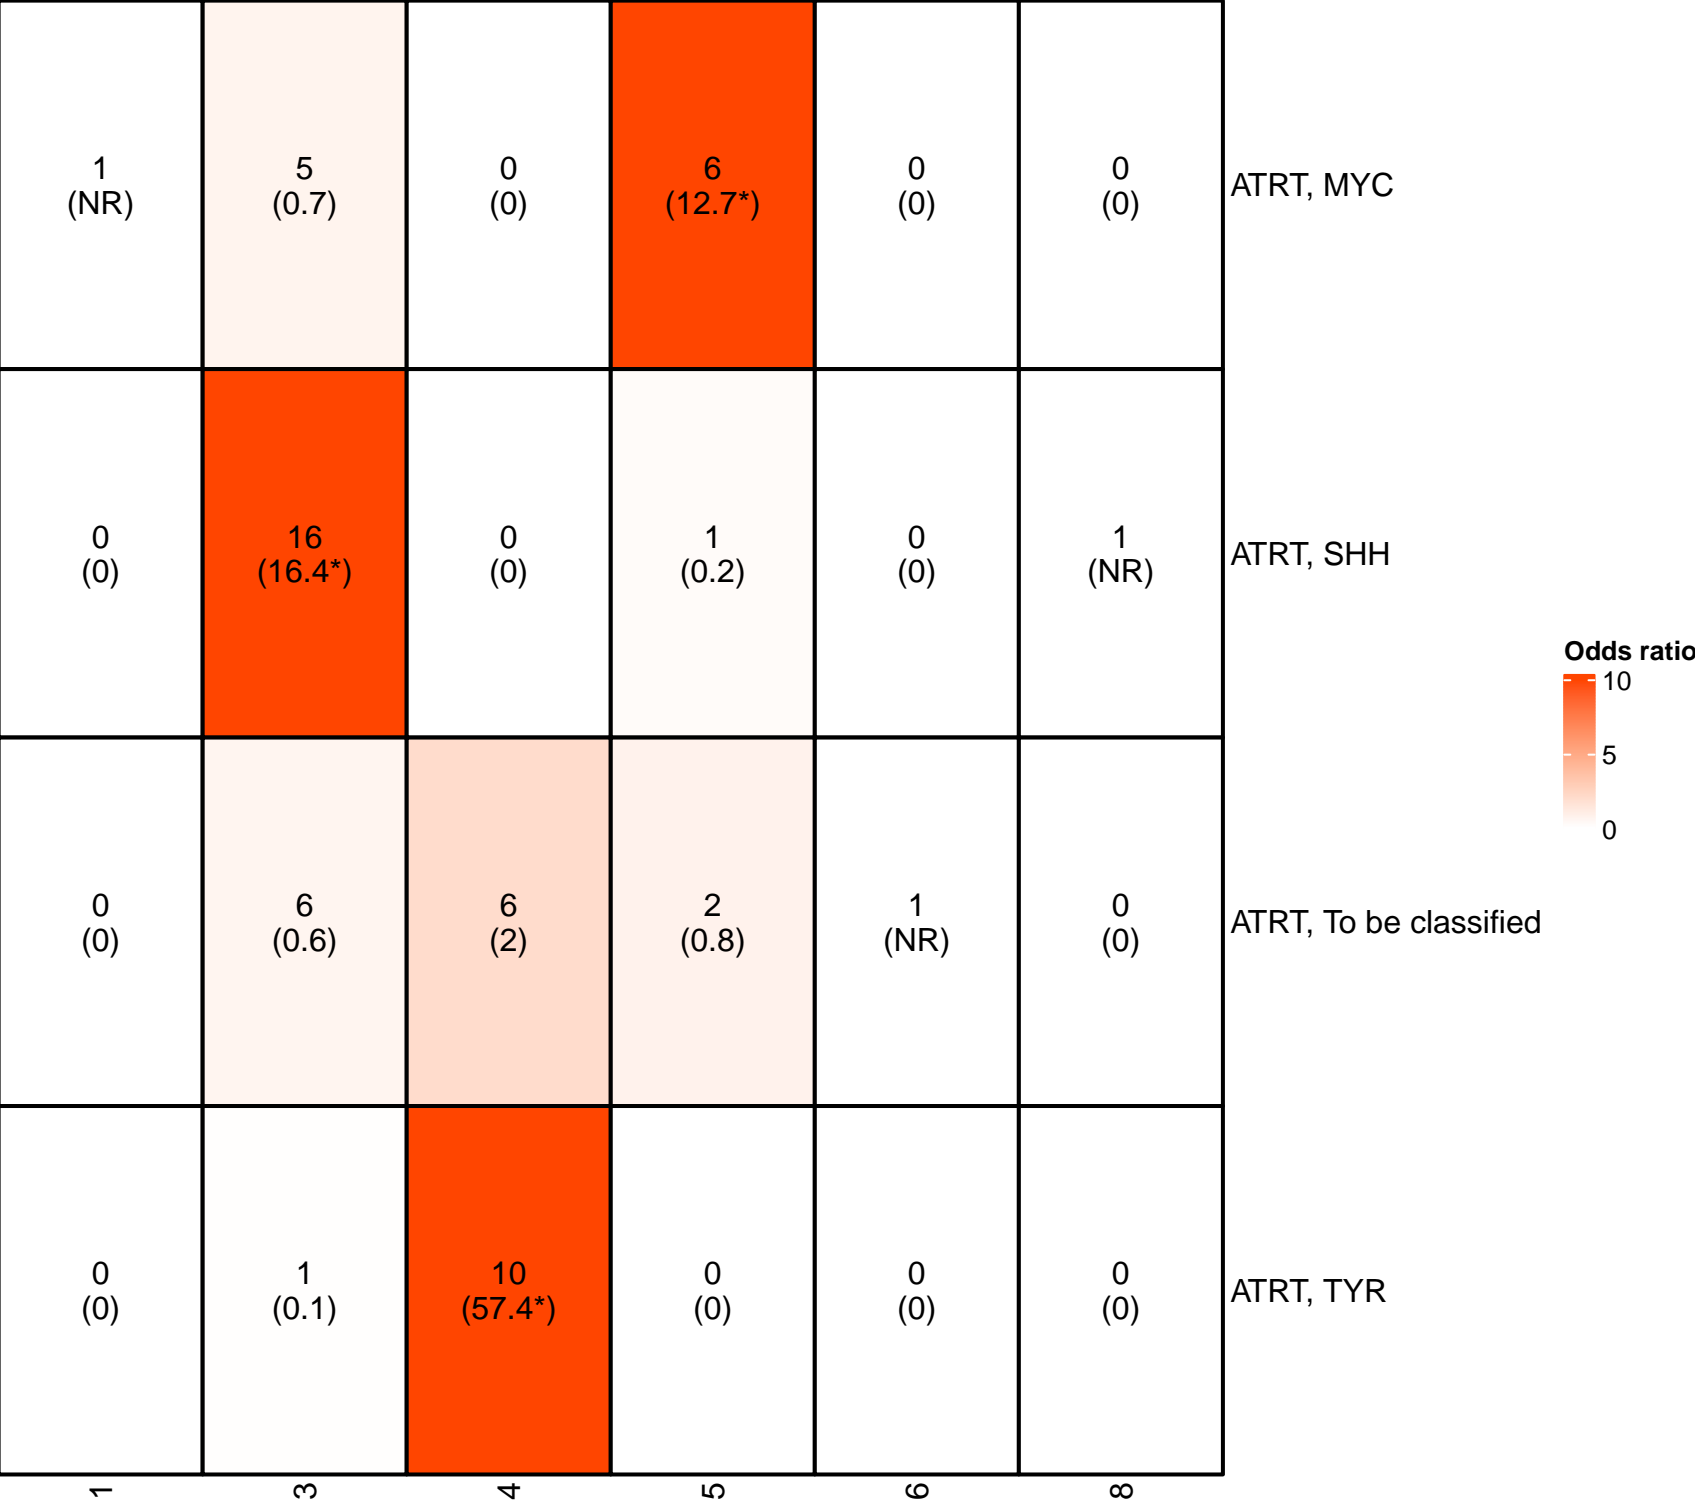 1 5 0 6 0 0
(NR) (0.7) (0) (12.7*) (0) (0) ATRT, MYC
0 16 0 1 0 1
(0) (16.4*) (0) (0.2) (0) (NR) ATRT, SHH
Odds ratio
10
5
0
0 6 6 2 1 0
(0) (0.6) (2) (0.8) (NR) (0) ATRT, To be classified
0 1 10 0 0 0
(0) (0.1) (57.4*) (0) (0) (0) ATRT, TYR
1 3 4 5 6 8